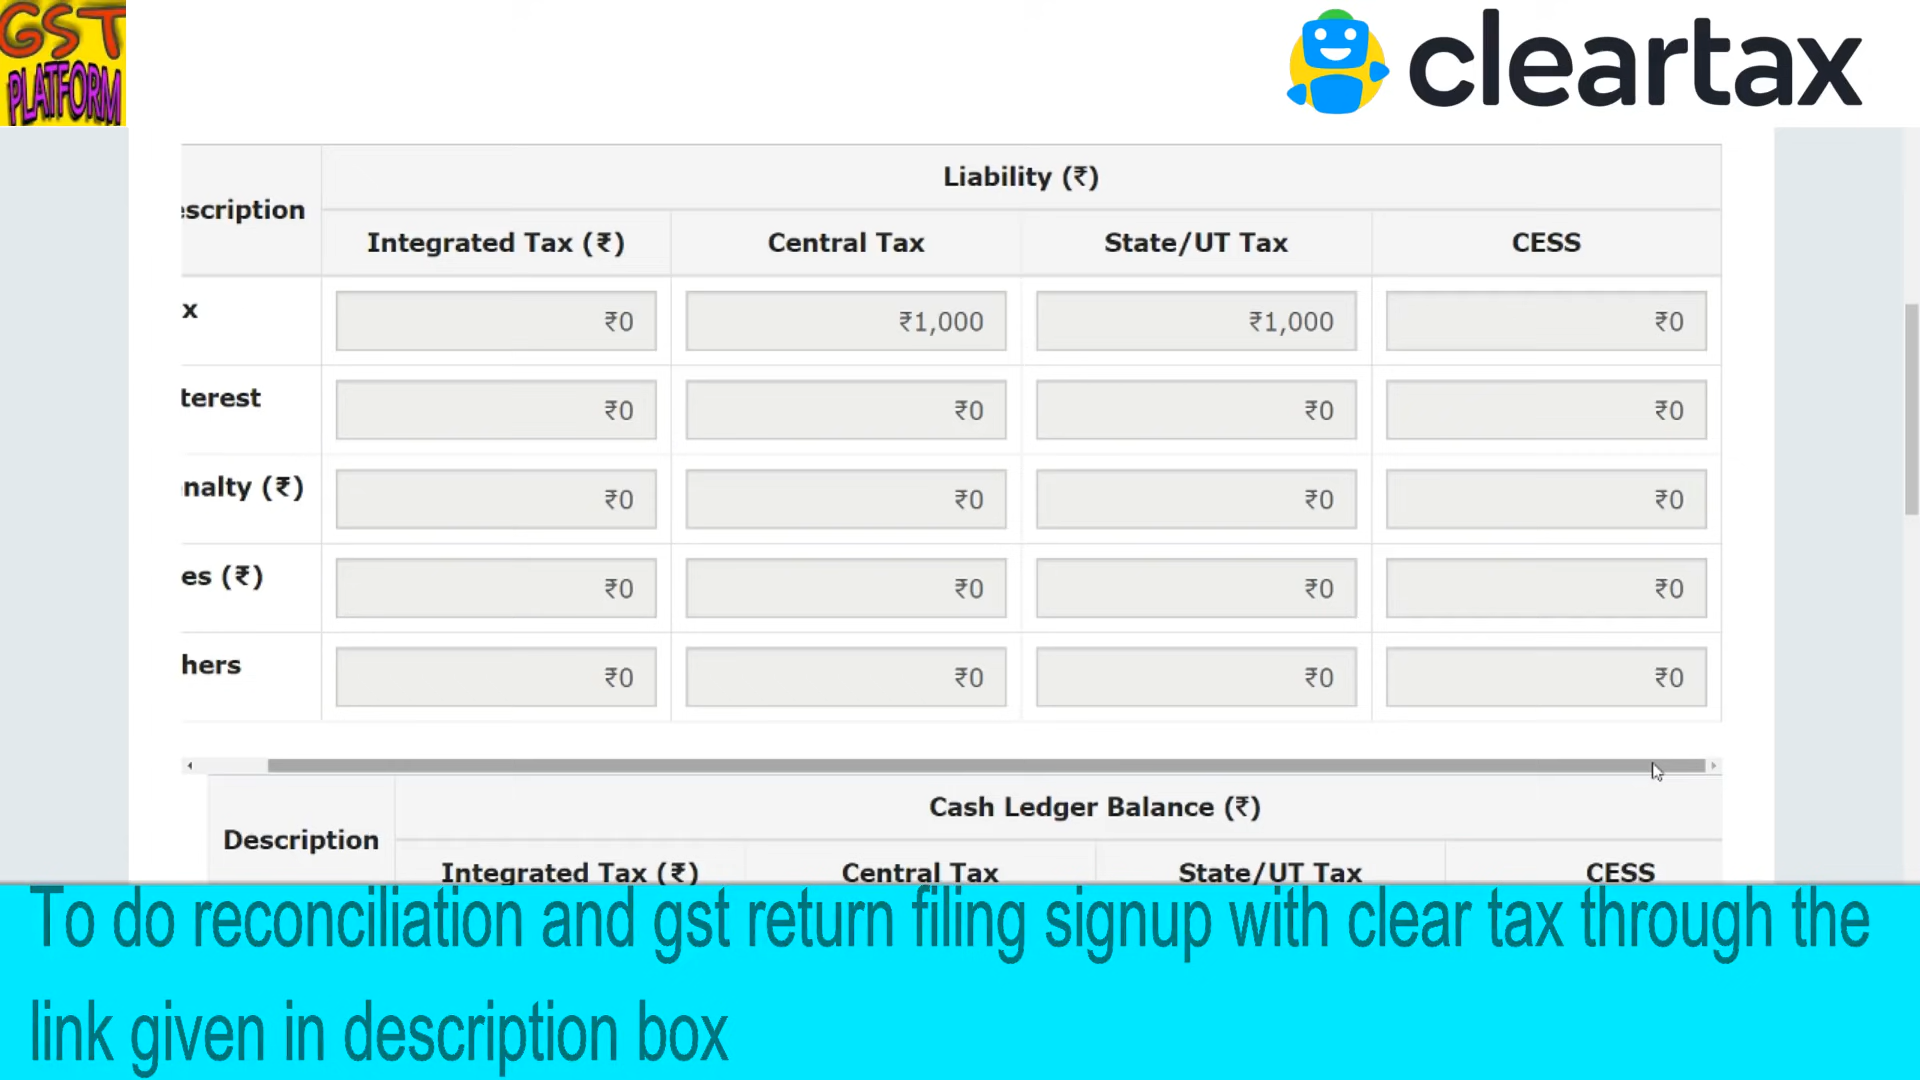 GST
PLATFORM
cleartax
escription
Liability (₹)
Integrated Tax (₹) Central Tax State/UT Tax CESS
x ₹0 ₹1,000 ₹1,000 ₹0
terest ₹0 ₹0 ₹0 ₹0
nalty (₹) ₹0 ₹0 ₹0 ₹0
es (₹) ₹0 ₹0 ₹0 ₹0
hers ₹0 ₹0 ₹0 ₹0
Description
Cash Ledger Balance (₹)
Integrated Tax (₹) Central Tax State/UT Tax CESS
To do reconciliation and gst return filing signup with clear tax through the
link given in description box